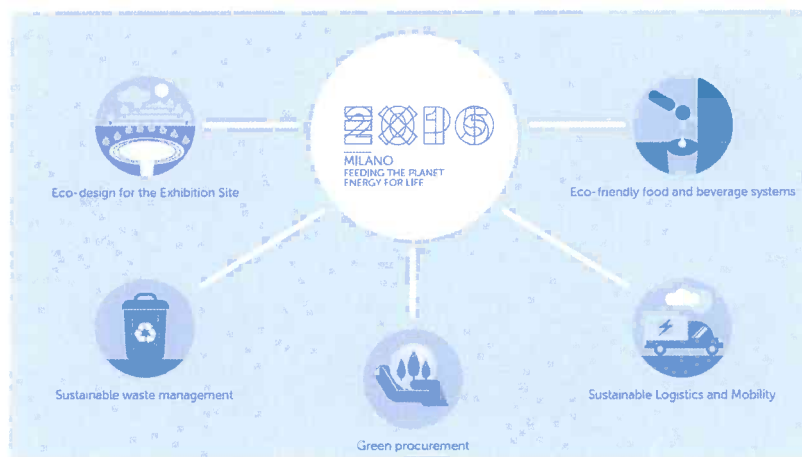 EXPO
2015
MILANO
FEEDING THE PLANET
ENERGY FOR LIFE
Eco-design for the Exhibition Site
Eco-friendly food and beverage systems
Sustainable waste management
Sustainable Logistics and Mobility
Green procurement